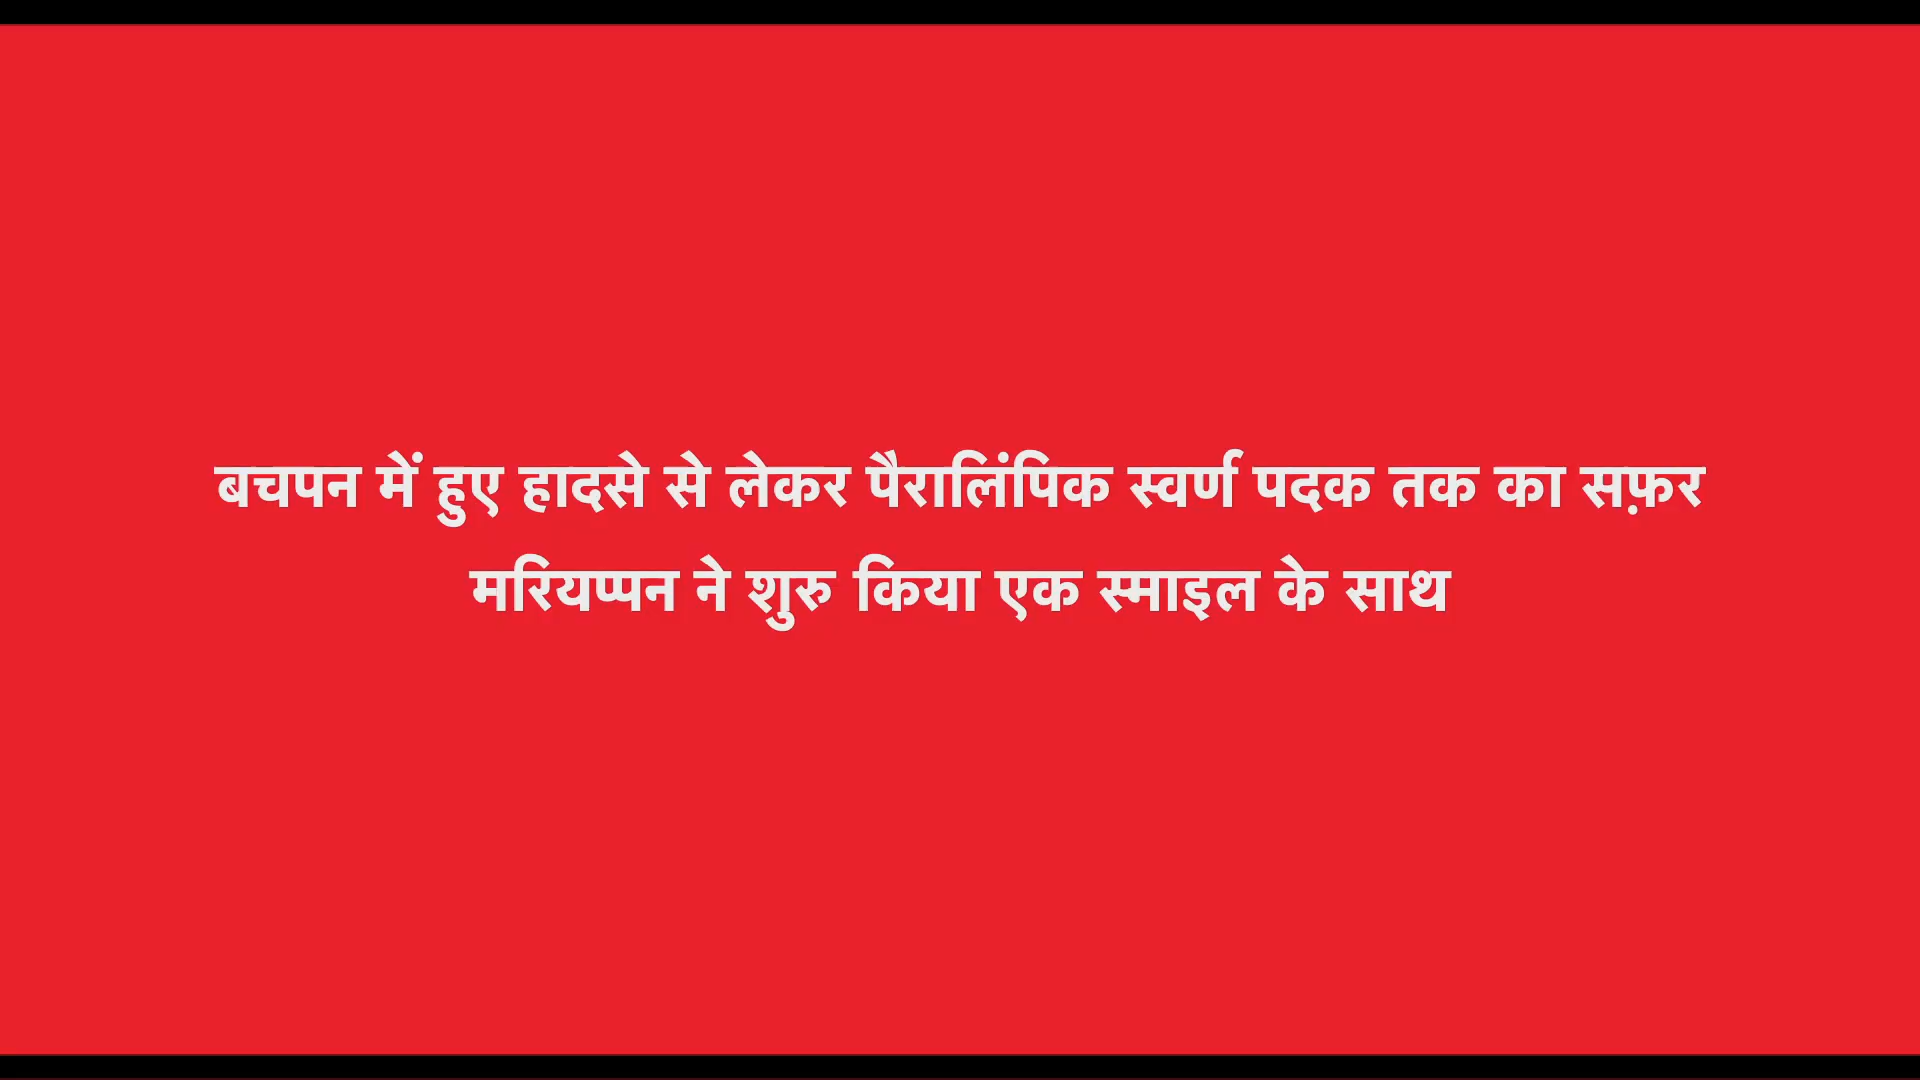 बचपन में हुए हादसे से लेकर पैरालिंपिक स्वर्ण पदक तक का सफ़र
मरियप्पन ने शुरु किया एक स्माइल के साथ